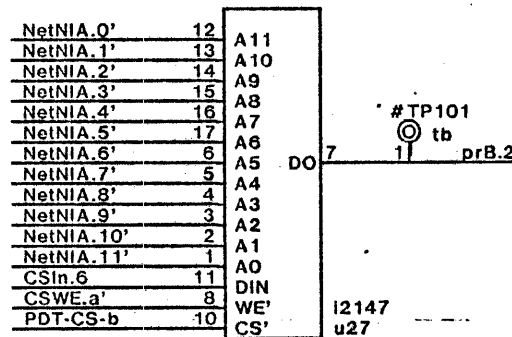 NetNIA.0' 12 A11
NetNIA.1' 13 A10
NetNIA.2' 14 A9
NetNIA.3' 15 A8
NetNIA.4' 16 A7
NetNIA.5' 17 A6
NetNIA.6' 6 A5 DO 7 1 prB.2
NetNIA.7' 5 A4
NetNIA.8' 4 A3
NetNIA.9' 3 A2
NetNIA.10' 2 A1
NetNIA.11' 1 A0
CSIn.6 11 DIN
CSWE.a' 8 WE' i2147
PDT-CS-b 10 CS' u27
#TP101
tb